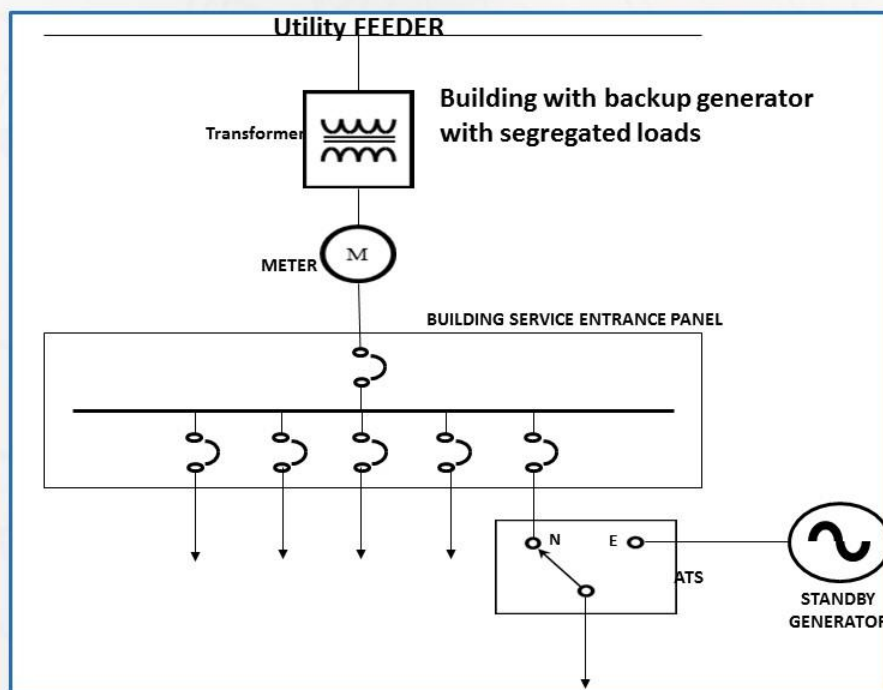 Utility FEEDER
Building with backup generator
with segregated loads
Transformer
METER
M
BUILDING SERVICE ENTRANCE PANEL
N
E
ATS
STANDBY
GENERATOR